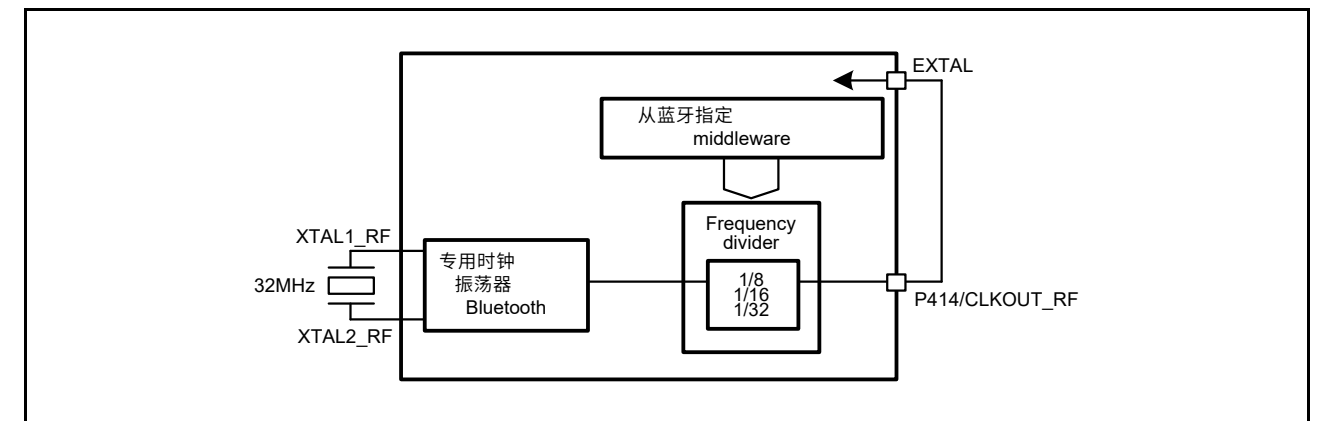 EXTAL
从蓝牙指定
middleware
Frequency
divider
XTAL1_RF
专用时钟
振荡器
Bluetooth
32MHz
1/8
1/16
1/32
P414/CLKOUT_RF
XTAL2_RF